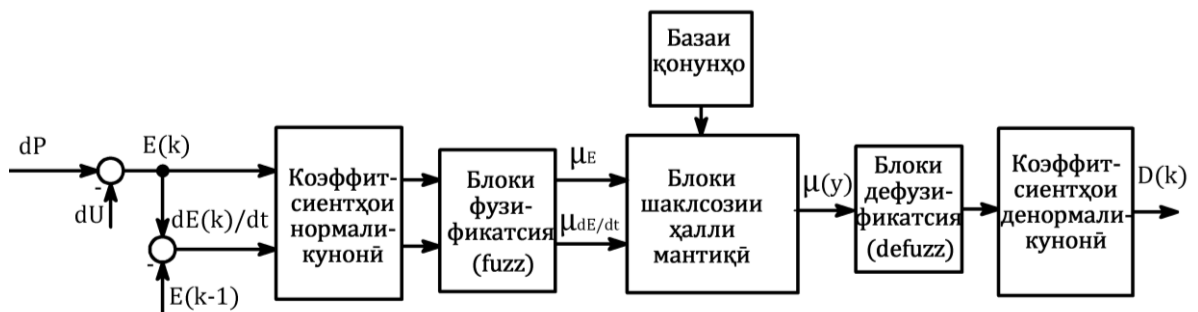 Базаи
қонунҳо
dP
E(k)
-
dU
dE(k)/dt
-
E(k-1)
Коэффит-
сиентҳои
нормали-
кунонӣ
Блоки
фузи-
фикатсия
(fuzz)
μE
μdE/dt
Блоки
шаклсозии
ҳалли
мантиқӣ
μ(y)
Блоки
дефузи-
фикатсия
(defuzz)
Коэффит-
сиентҳои
денормали-
кунонӣ
D(k)